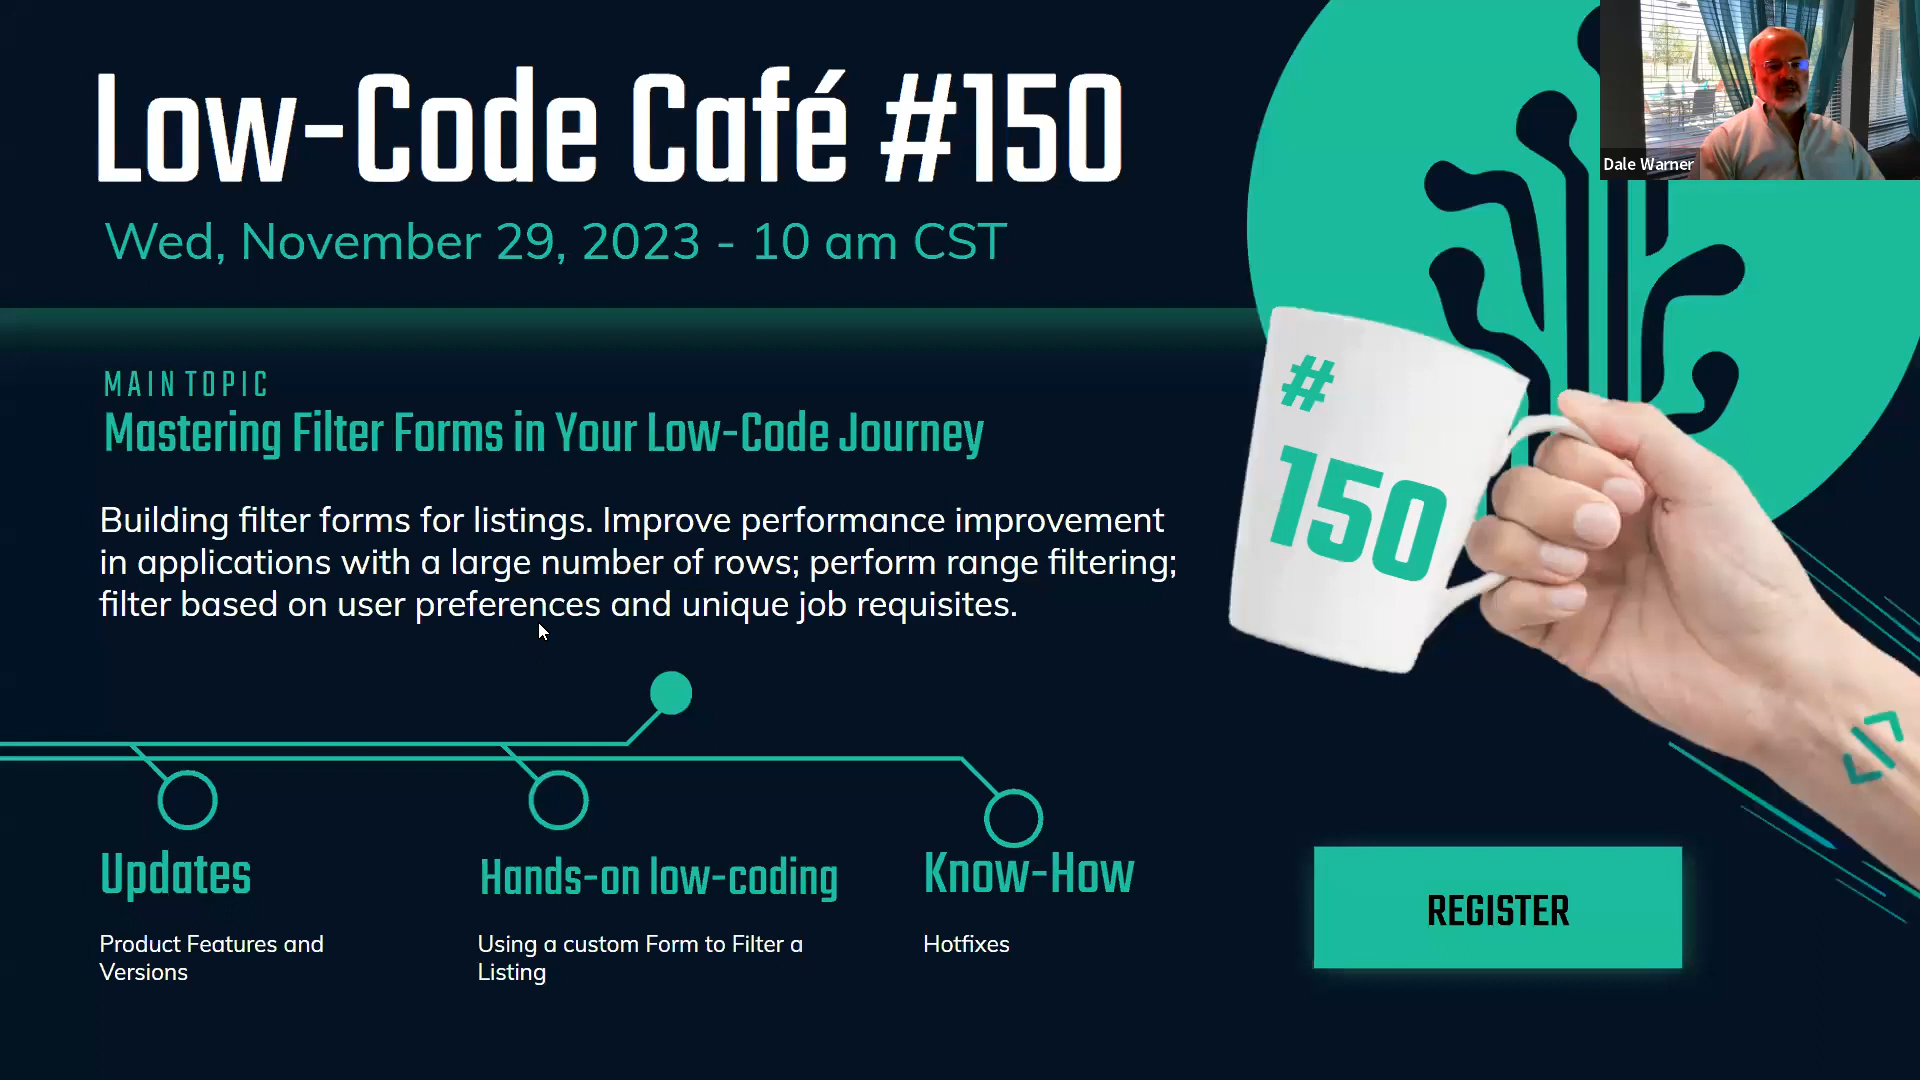 Low-Code Café #150
Wed, November 29, 2023 - 10 am CST
Dale Warner
MAIN TOPIC
Mastering Filter Forms in Your Low-Code Journey
Building filter forms for listings. Improve performance improvement
in applications with a large number of rows; perform range filtering;
filter based on user preferences and unique job requisites.
#
150
Updates
Product Features and
Versions
Hands-on low-coding
Using a custom Form to Filter a
Listing
Know-How
Hotfixes
REGISTER